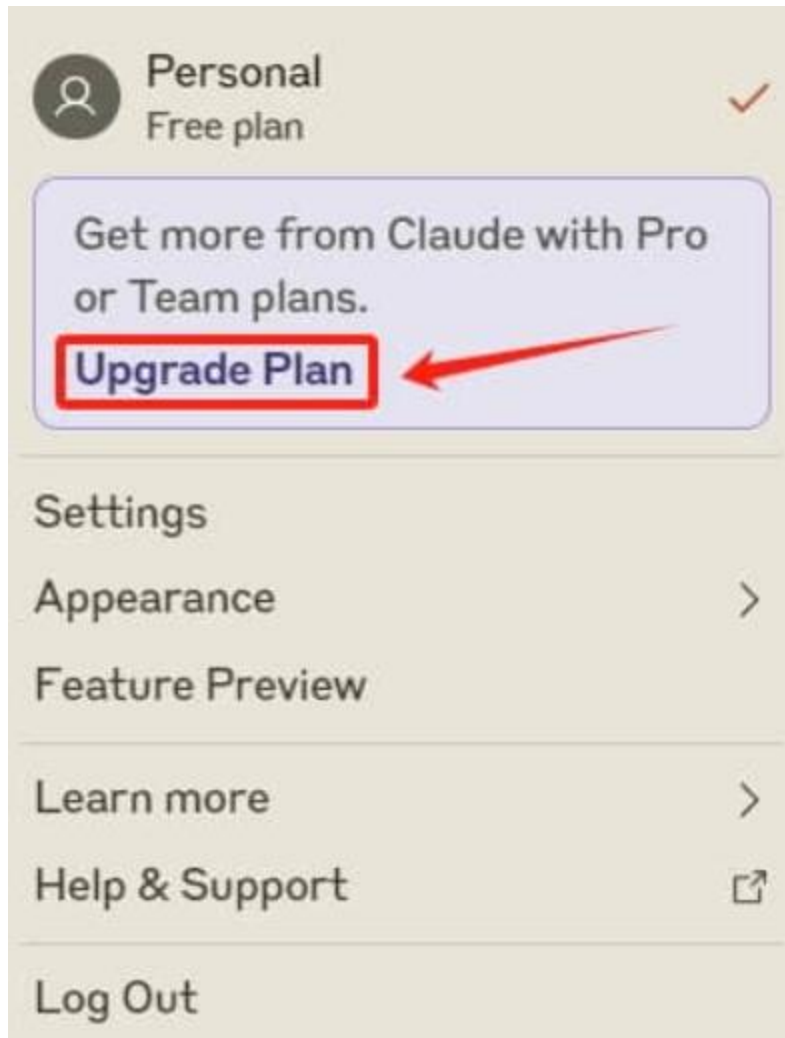 Personal
Free plan
Get more from Claude with Pro
or Team plans.
Upgrade Plan
Settings
Appearance
Feature Preview
Learn more
Help & Support
Log Out